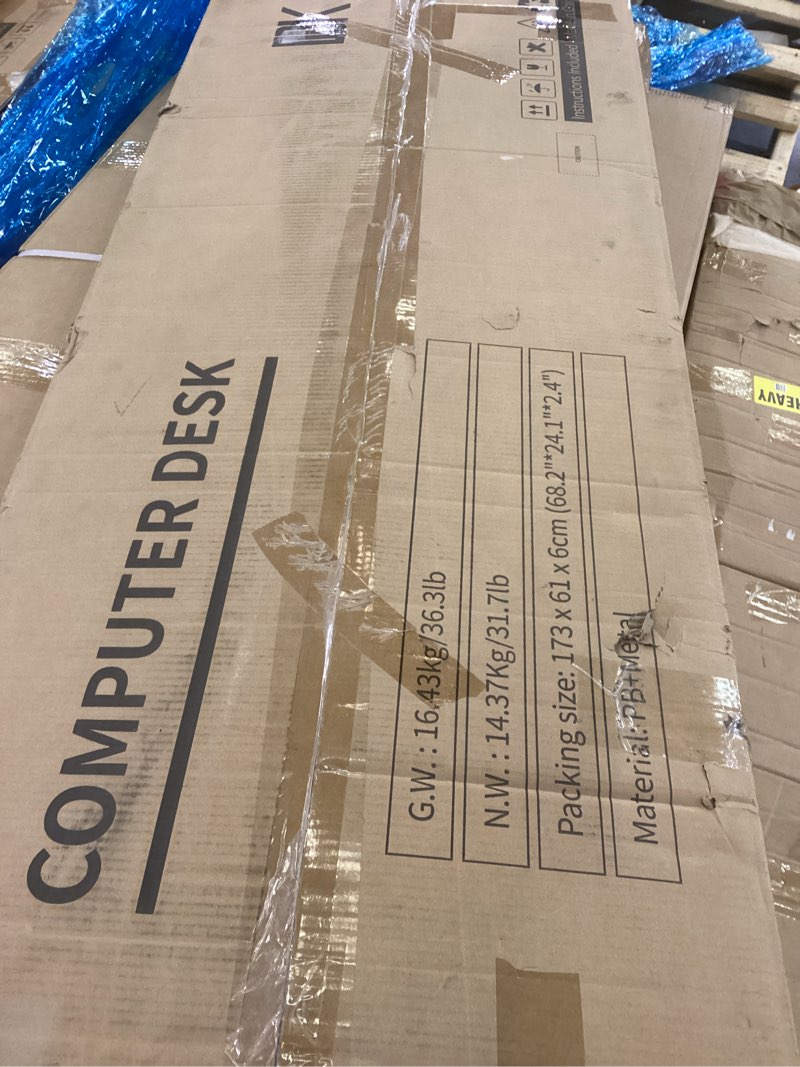 COMPUTER DESK
G.W. : 16.43kg/36.3lb
N.W. : 14.37Kg/31.7lb
Packing size: 173 x 61 x 6cm (68.2"*24.1"*2.4")
Material: PB+Metal
Instructions Included
HEAVY